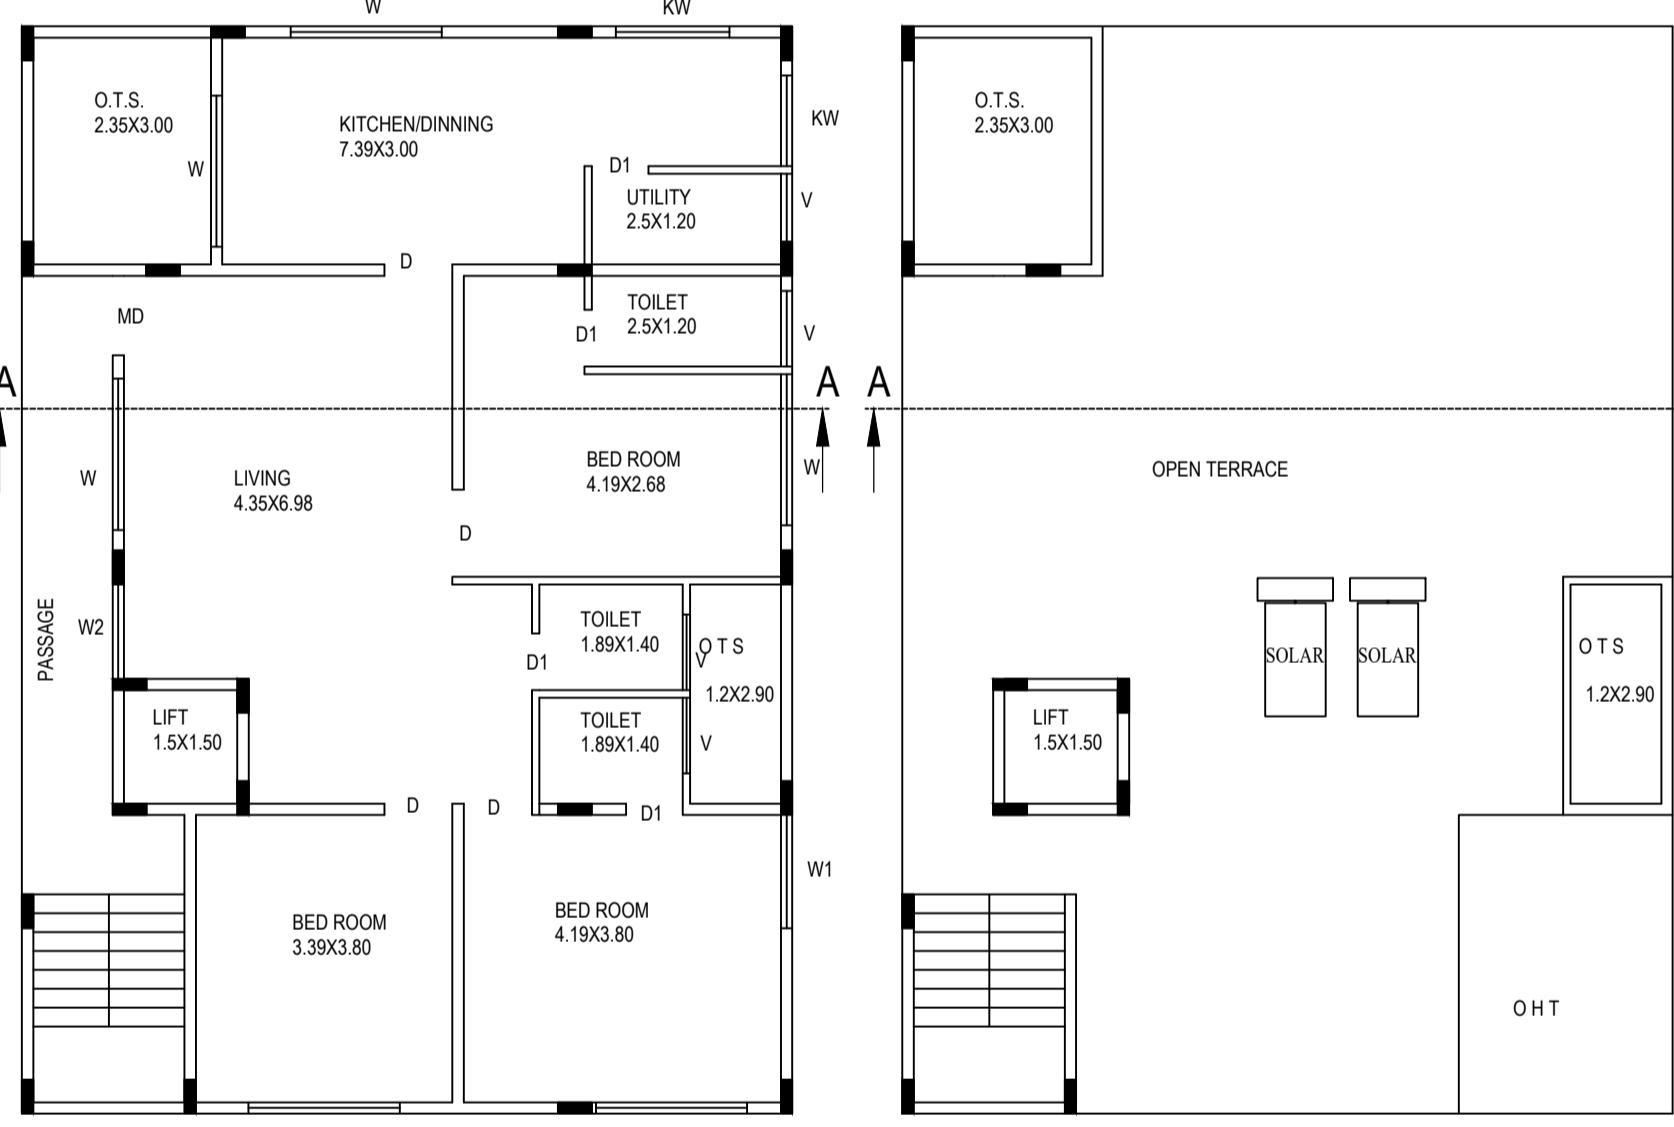 W
KW
O.T.S.
2.35X3.00
KITCHEN/DINNING
7.39X3.00
W
KW
D1
UTILITY
2.5X1.20
V
D
MD
TOILET
2.5X1.20
D1
V
A
A
W
LIVING
4.35X6.98
BED ROOM
4.19X2.68
W
D
PASSAGE
W2
TOILET
1.89X1.40
D1
O T S
V
1.2X2.90
LIFT
1.5X1.50
TOILET
1.89X1.40
V
D
D
D1
W1
BED ROOM
3.39X3.80
BED ROOM
4.19X3.80
O.T.S.
2.35X3.00
A
OPEN TERRACE
SOLAR
SOLAR
O T S
1.2X2.90
LIFT
1.5X1.50
O H T